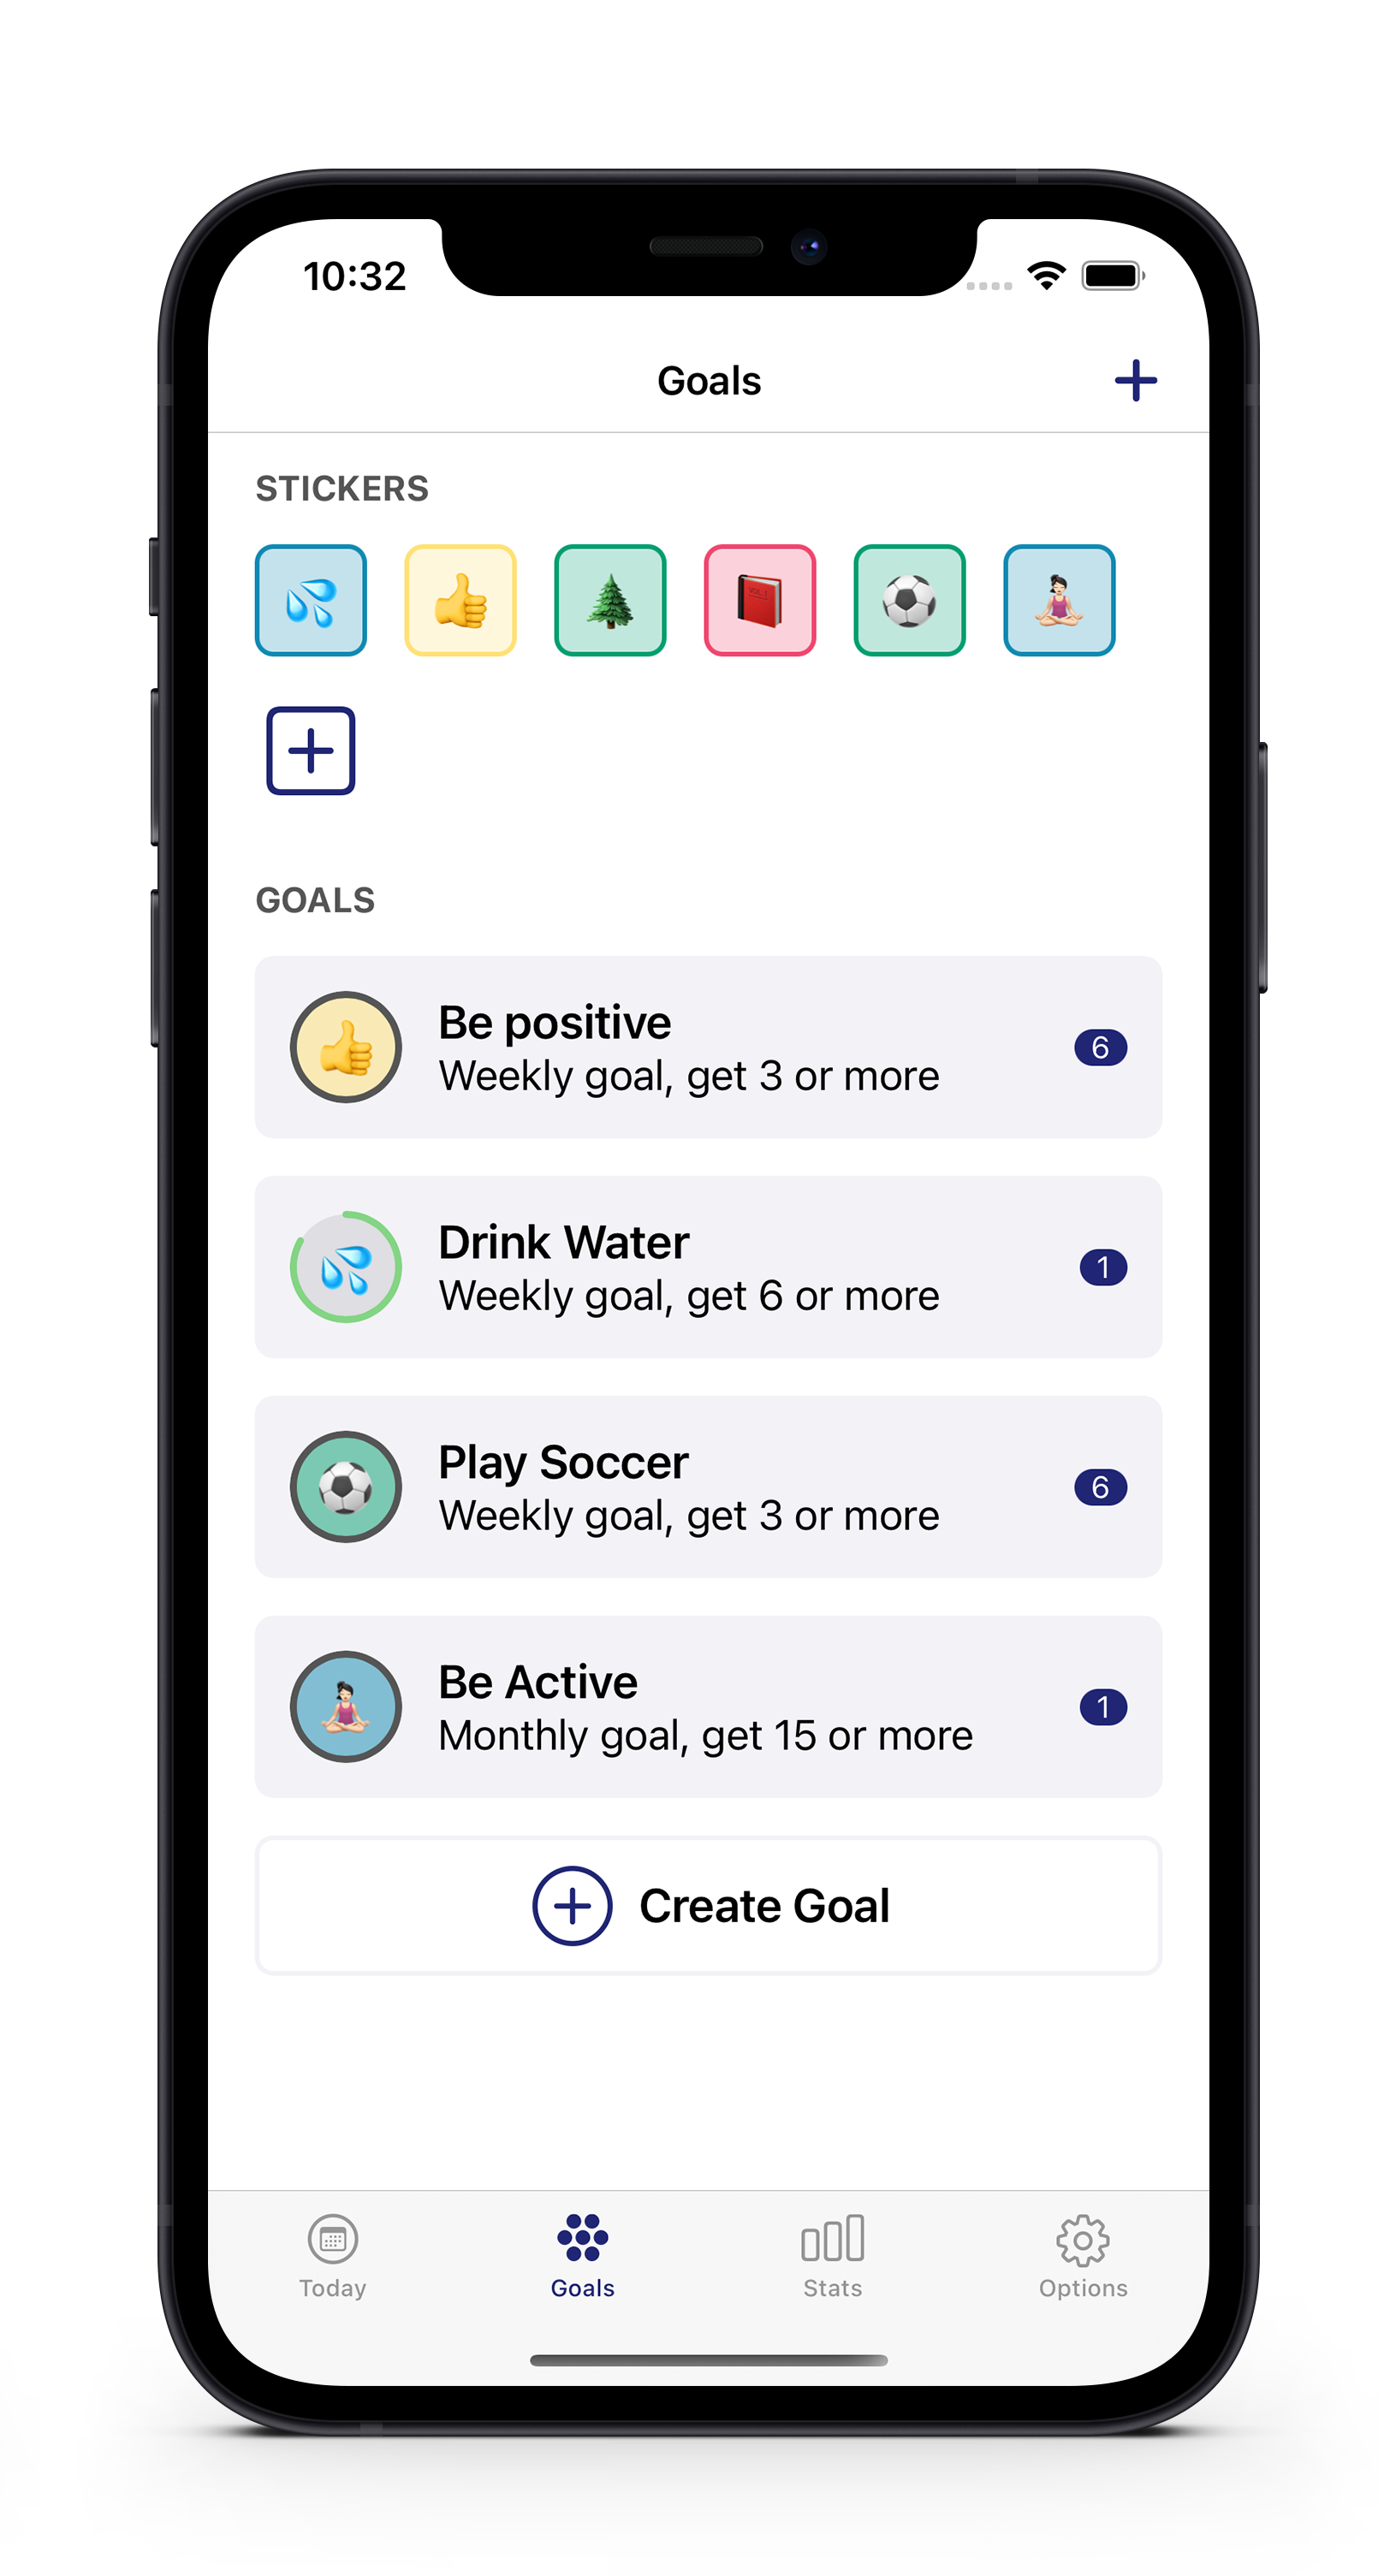 10:32
Goals
STICKERS
GOALS
Be positive
Weekly goal, get 3 or more
6
Drink Water
Weekly goal, get 6 or more
1
Play Soccer
Weekly goal, get 3 or more
6
Be Active
Monthly goal, get 15 or more
1
Create Goal
Today
Goals
Stats
Options